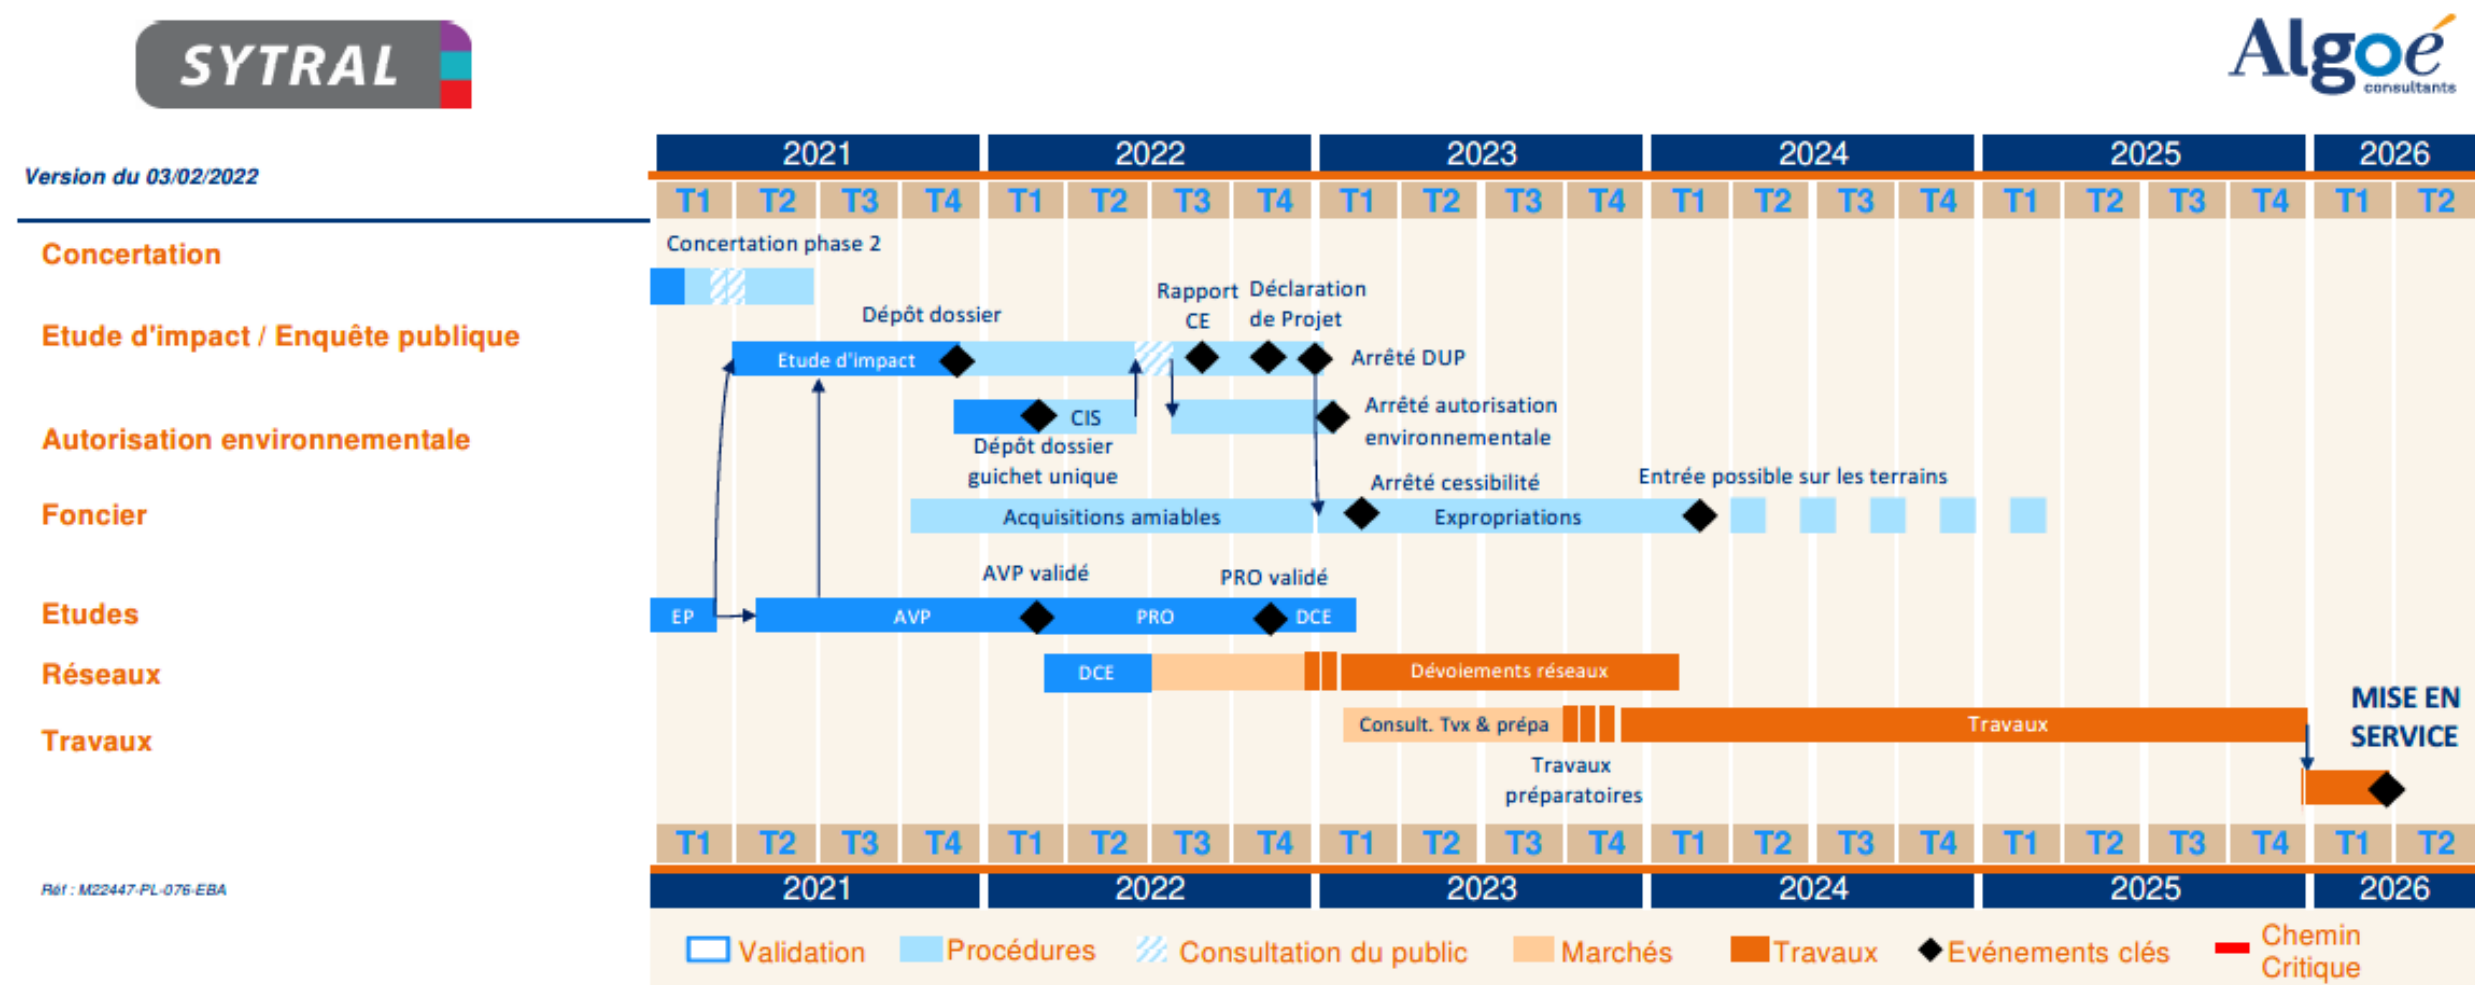 SYTRAL
Algoé
consultants
Version du 03/02/2022
2021 2022 2023 2024 2025 2026
T1 T2 T3 T4 T1 T2 T3 T4 T1 T2 T3 T4 T1 T2 T3 T4 T1 T2 T3 T4 T1 T2
Concertation
Concertation phase 2
Etude d'impact / Enquête publique
Dépôt dossier
Rapport
CE
Déclaration
de Projet
Etude d'impact
Arrêté DUP
Autorisation environnementale
CIS
Dépôt dossier
guichet unique
Arrêté autorisation
environnementale
Foncier
Arrêté cessibilité
Entrée possible sur les terrains
Acquisitions amiables
Expropriations
Etudes
AVP validé
PRO validé
EP
AVP
PRO
DCE
Réseaux
DCE
Dévoiements réseaux
Travaux
Consult. Tvx & prépa
Travaux
Travaux
préparatoires
MISE EN
SERVICE
T1 T2 T3 T4 T1 T2 T3 T4 T1 T2 T3 T4 T1 T2 T3 T4 T1 T2 T3 T4 T1 T2
2021 2022 2023 2024 2025 2026
Réf : M22447-PL-076-EBA
Validation
Procédures
Consultation du public
Marchés
Travaux
Evénements clés
Chemin
Critique